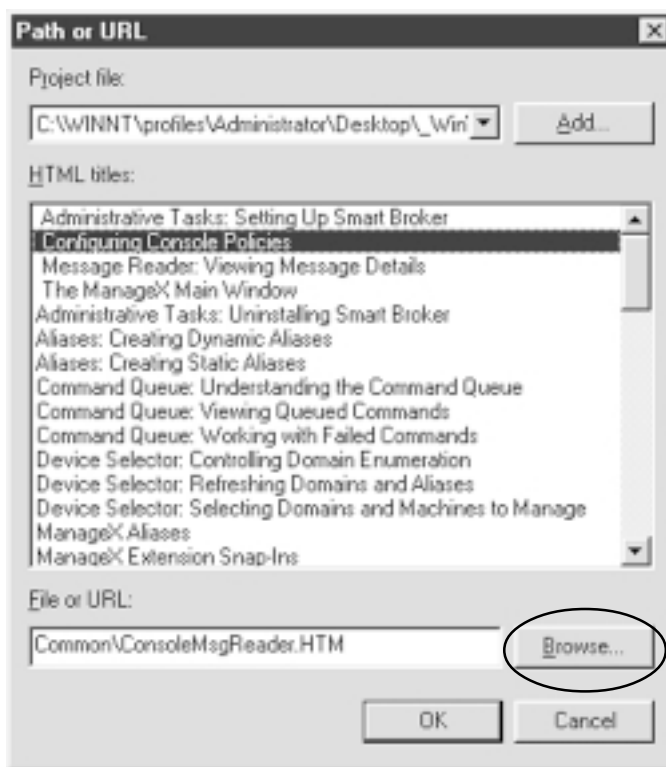 Path or URL
Project file:
C:\WINNT\profiles\Administrator\Desktop\_Win
Add...
HTML titles:
Administrative Tasks: Setting Up Smart Broker
Configuring Console Policies
Message Reader: Viewing Message Details
The ManageX Main Window
Administrative Tasks: Uninstalling Smart Broker
Aliases: Creating Dynamic Aliases
Aliases: Creating Static Aliases
Command Queue: Understanding the Command Queue
Command Queue: Viewing Queued Commands
Command Queue: Working with Failed Commands
Device Selector: Controlling Domain Enumeration
Device Selector: Refreshing Domains and Aliases
Device Selector: Selecting Domains and Machines to Manage
ManageX Aliases
ManageX Extension Snap-Ins
File or URL:
Common\ConsoleMsgReader.HTM
Browse...
OK
Cancel